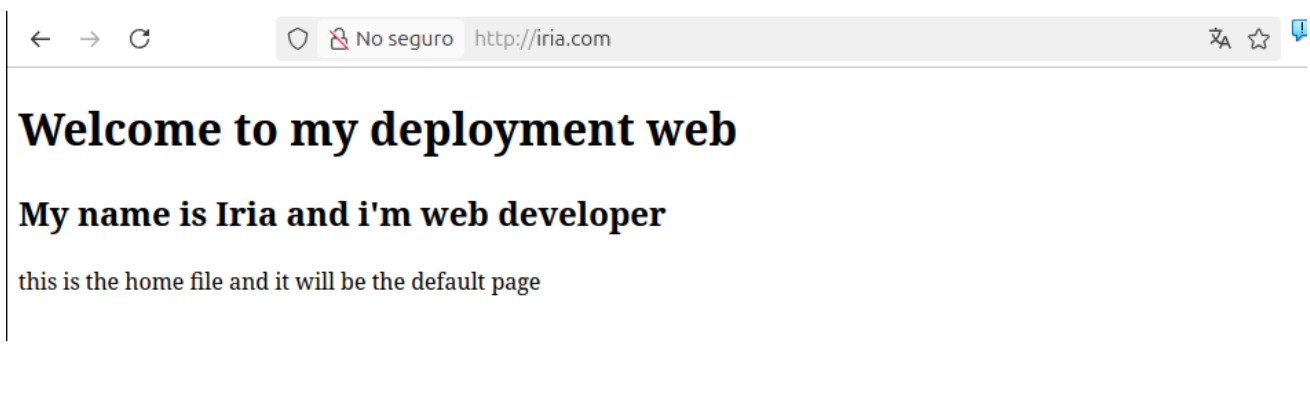 No seguro http://iria.com
Welcome to my deployment web
My name is Iria and i'm web developer
this is the home file and it will be the default page